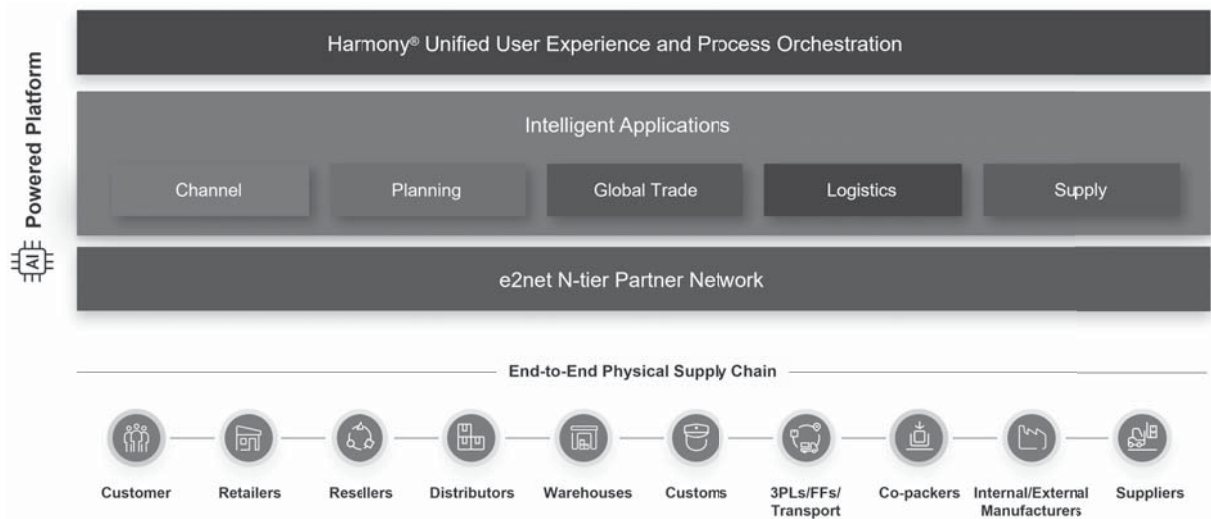 Harmony® Unified User Experience and Process Orchestration
Intelligent Applications
Channel
Planning
Global Trade
Logistics
Supply
e2net N-tier Partner Network
AI Powered Platform
End-to-End Physical Supply Chain
Customer
Retailers
Resellers
Distributors
Warehouses
Customs
3PLs/FFs/
Transport
Co-packers
Internal/External
Manufacturers
Suppliers